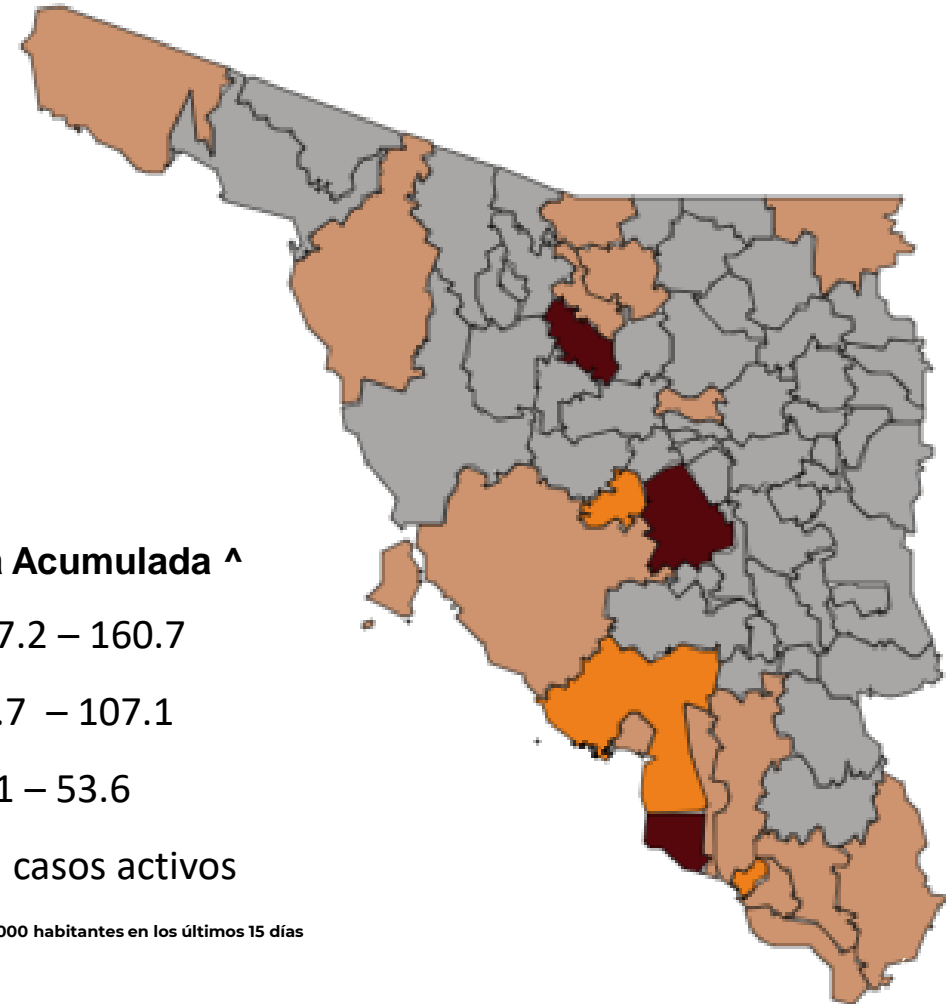 a Acumulada ^
7.2 – 160.7
.7 – 107.1
1 – 53.6
casos activos
000 habitantes en los últimos 15 días